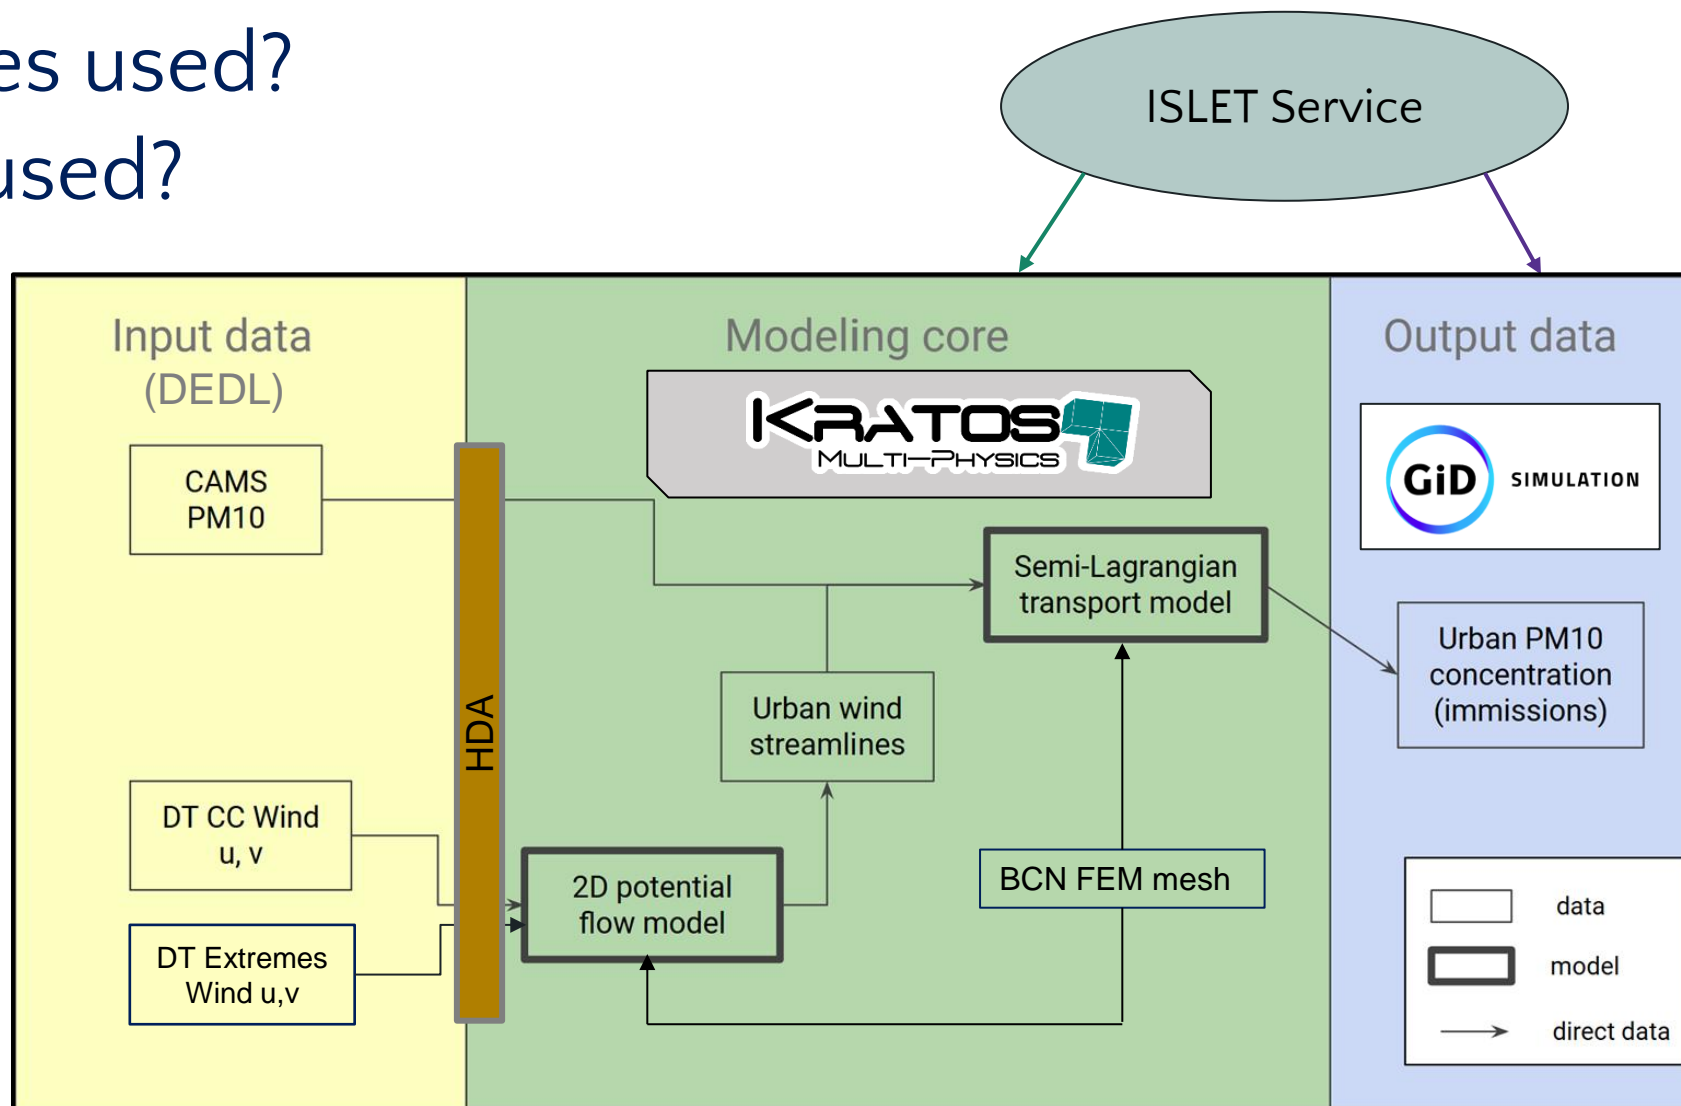 es used?
used?
ISLET Service
Input data
(DEDL)
Modeling core
Output data
KRATOS
MULTI-PHYSICS
GiD
SIMULATION
CAMS
PM10
Semi-Lagrangian
transport model
Urban PM10
concentration
(immissions)
HDA
Urban wind
streamlines
DT CC Wind
u, v
2D potential
flow model
BCN FEM mesh
DT Extremes
Wind u,v
data
model
direct data